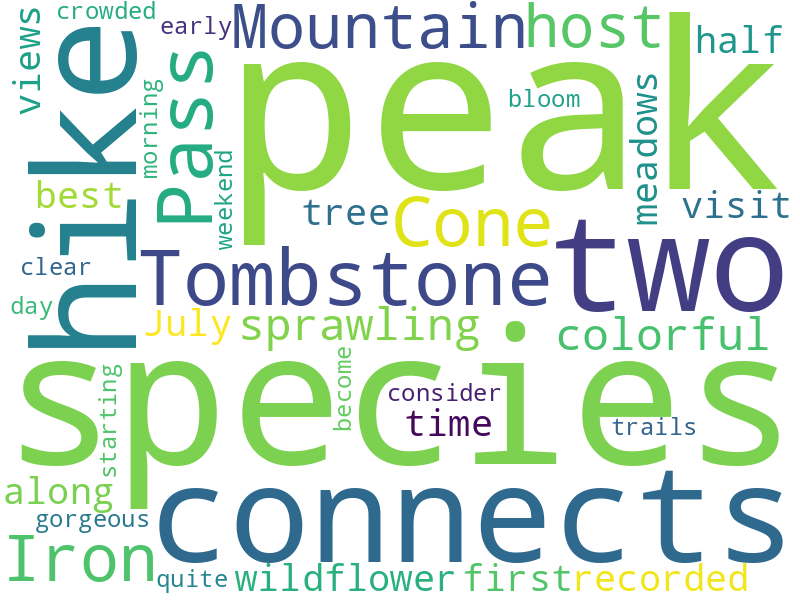 crowded
early
Mountain
host
half
views
hike
morning
Pass
peak
bloom
meadows
best
weekend
tree
Cone
visit
clear
Tombstone
two
day
July
sprawling
colorful
species
starting
become
consider
time
trails
along
gorgeous
connects
Iron
quite
wildflower
first
recorded